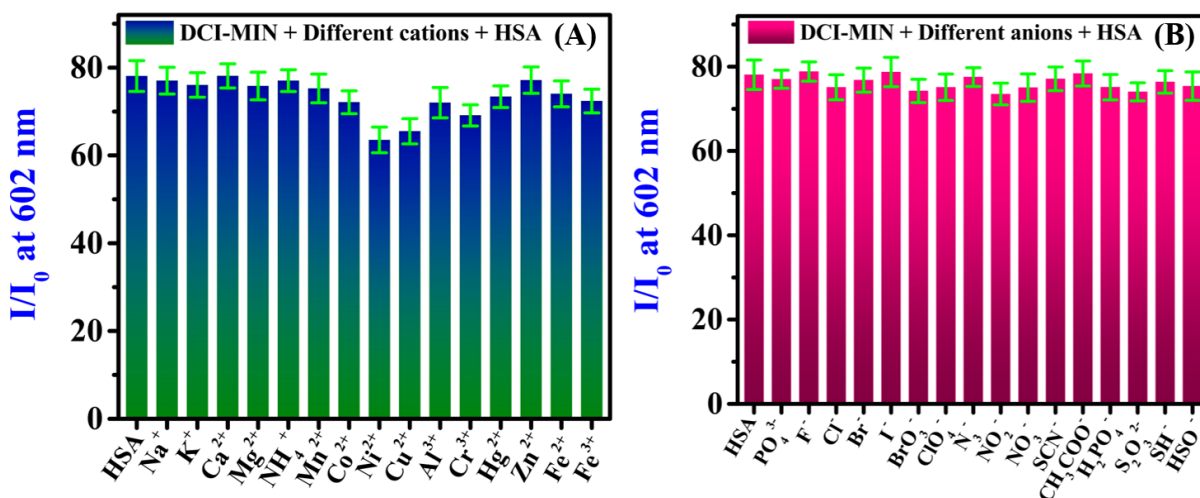 DCI-MIN + Different cations + HSA (A)
I/I₀ at 602 nm
80
60
40
20
0
HSA
Na⁺
K⁺
Ca²⁺
Mg²⁺
NH₄⁺
Mn²⁺
Co²⁺
Ni²⁺
Cu²⁺
Al³⁺
Cr³⁺
Hg²⁺
Zn²⁺
Fe²⁺
Fe³⁺
DCI-MIN + Different anions + HSA (B)
I/I₀ at 602 nm
80
60
40
20
0
HSA
PO₄³⁻
F⁻
Cl⁻
Br⁻
I⁻
BrO₃⁻
ClO₄⁻
N₃⁻
NO₂⁻
NO₃⁻
SCN⁻
CH₃COO⁻
H₂PO₄⁻
S₂O₃²⁻
SH⁻
HSO⁻